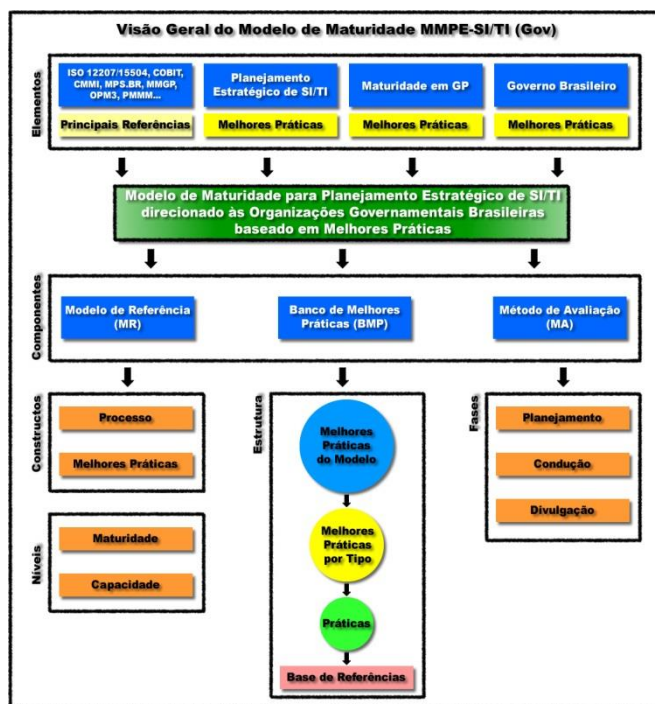 Visão Geral do Modelo de Maturidade MMPE-SI/TI (Gov)
Elementos
ISO 12207/15504, COBIT,
CMMI, MPS.BR, MMGP,
OPM3, PMMM...
Principais Referências
Planejamento
Estratégico de SI/TI
Melhores Práticas
Maturidade em GP
Melhores Práticas
Governo Brasileiro
Melhores Práticas
Modelo de Maturidade para Planejamento Estratégico de SI/TI
direcionado às Organizações Governamentais Brasileiras
baseado em Melhores Práticas
Componentes
Modelo de Referência
(MR)
Banco de Melhores
Práticas (BMP)
Método de Avaliação
(MA)
Constructos
Processo
Melhores Práticas
Níveis
Maturidade
Capacidade
Estrutura
Melhores
Práticas
do Modelo
Melhores
Práticas
por Tipo
Práticas
Base de Referências
Fases
Planejamento
Condução
Divulgação